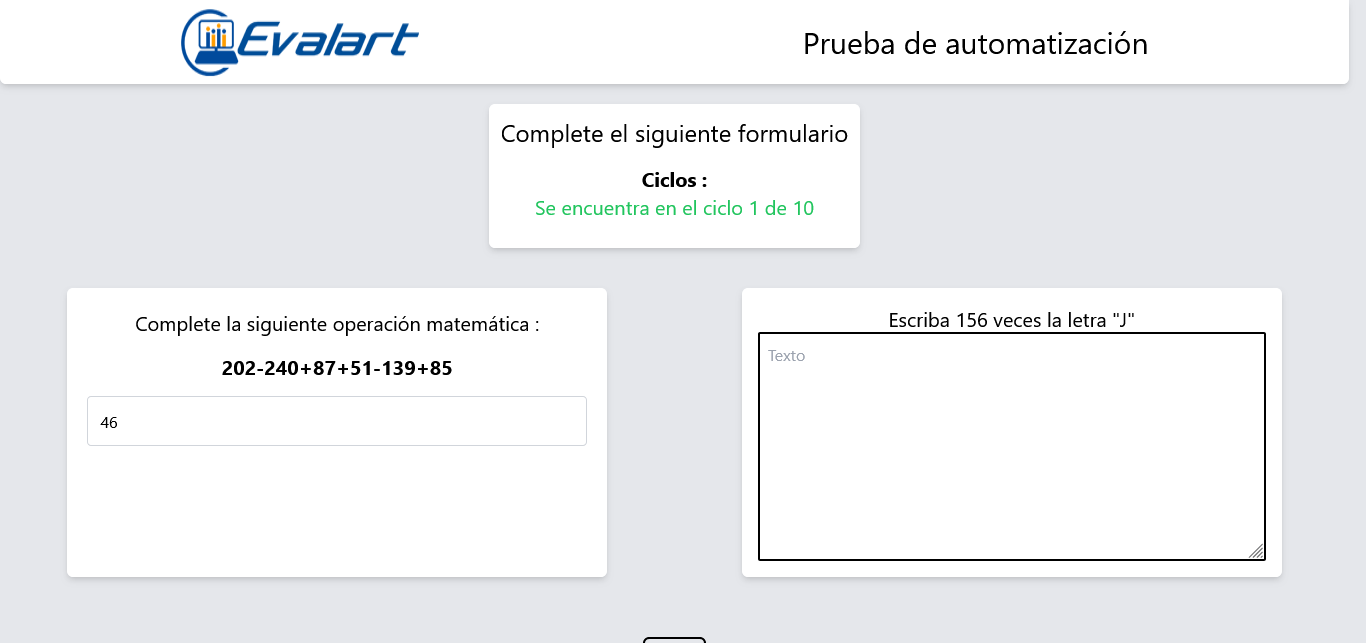 Evalart
Prueba de automatización
Complete el siguiente formulario
Ciclos :
Se encuentra en el ciclo 1 de 10
Complete la siguiente operación matemática :
202-240+87+51-139+85
46
Escriba 156 veces la letra "J"
Texto